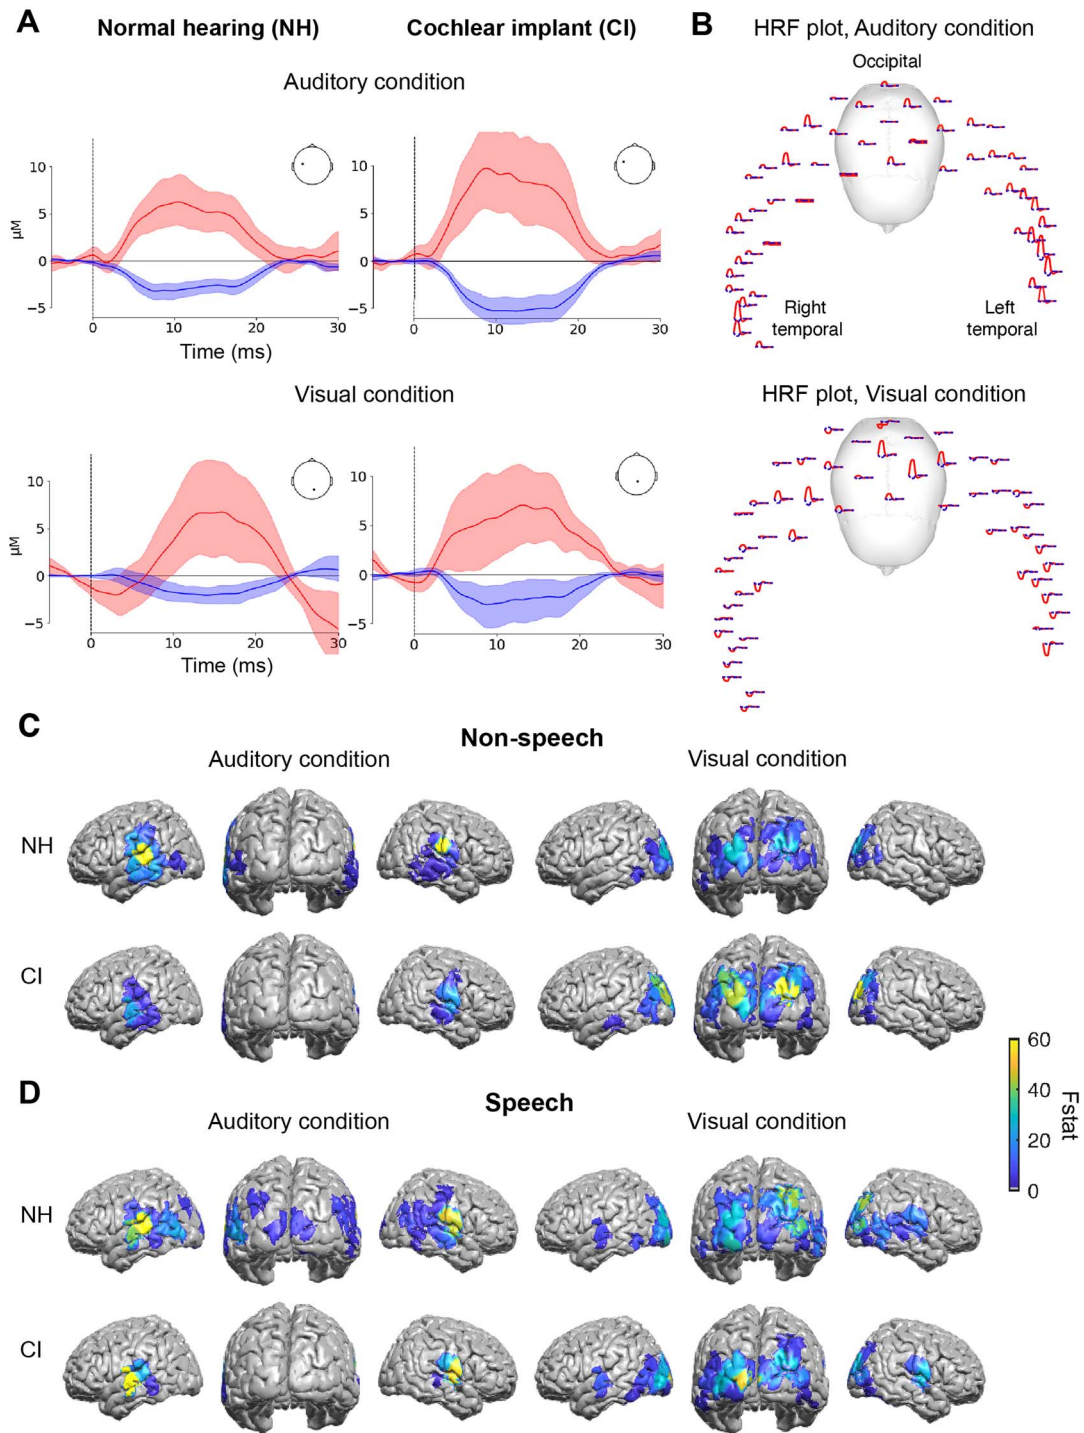 A
Normal hearing (NH)
Cochlear implant (CI)
Auditory condition
10
5
0
−5
µM
0
10
20
30
Time (ms)
10
5
0
−5
0
10
20
30
Visual condition
10
5
0
−5
µM
0
10
20
30
Time (ms)
10
5
0
−5
0
10
20
30
B
HRF plot, Auditory condition
Occipital
Right
temporal
Left
temporal
HRF plot, Visual condition
C
Non-speech
Auditory condition
Visual condition
NH
CI
D
Speech
Auditory condition
Visual condition
NH
CI
60
40
20
0
Fstat